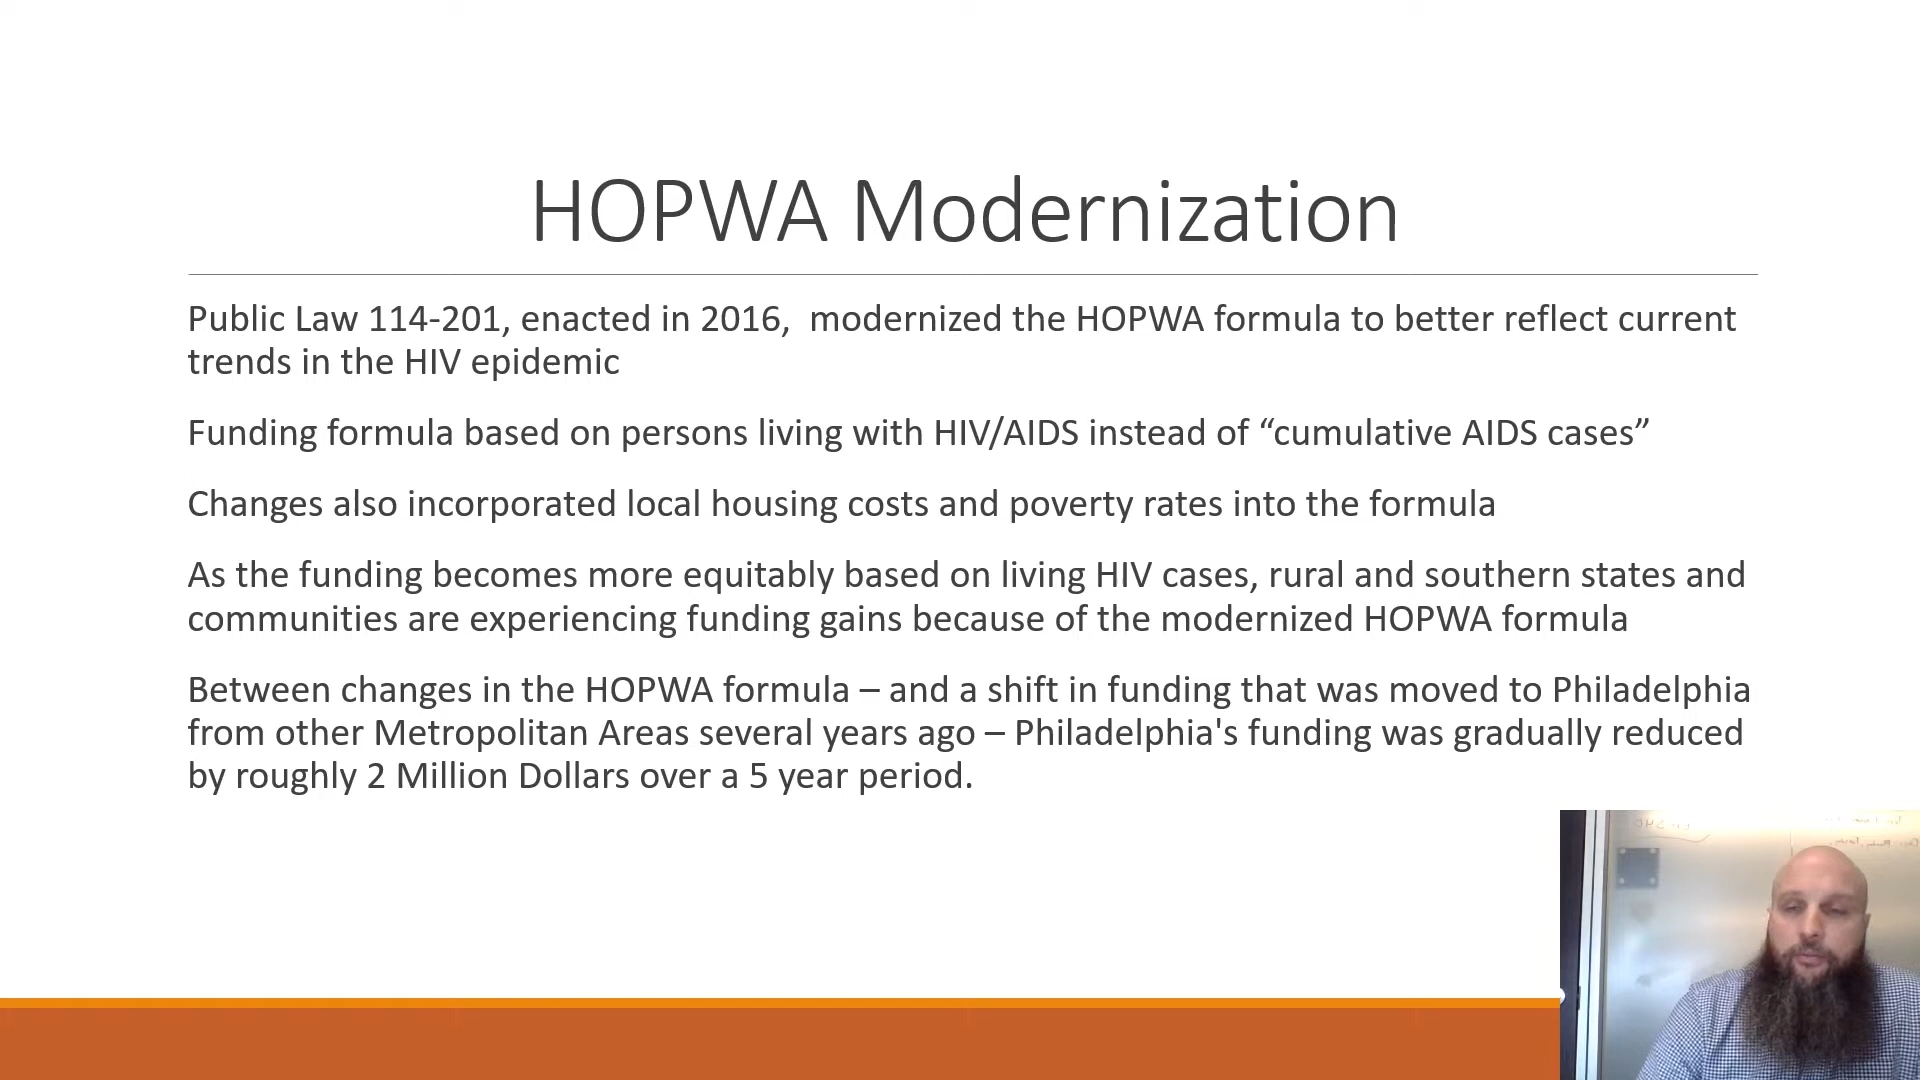 HOPWA Modernization
Public Law 114-201, enacted in 2016,  modernized the HOPWA formula to better reflect current
trends in the HIV epidemic
Funding formula based on persons living with HIV/AIDS instead of “cumulative AIDS cases”
Changes also incorporated local housing costs and poverty rates into the formula
As the funding becomes more equitably based on living HIV cases, rural and southern states and
communities are experiencing funding gains because of the modernized HOPWA formula
Between changes in the HOPWA formula – and a shift in funding that was moved to Philadelphia
from other Metropolitan Areas several years ago – Philadelphia's funding was gradually reduced
by roughly 2 Million Dollars over a 5 year period.